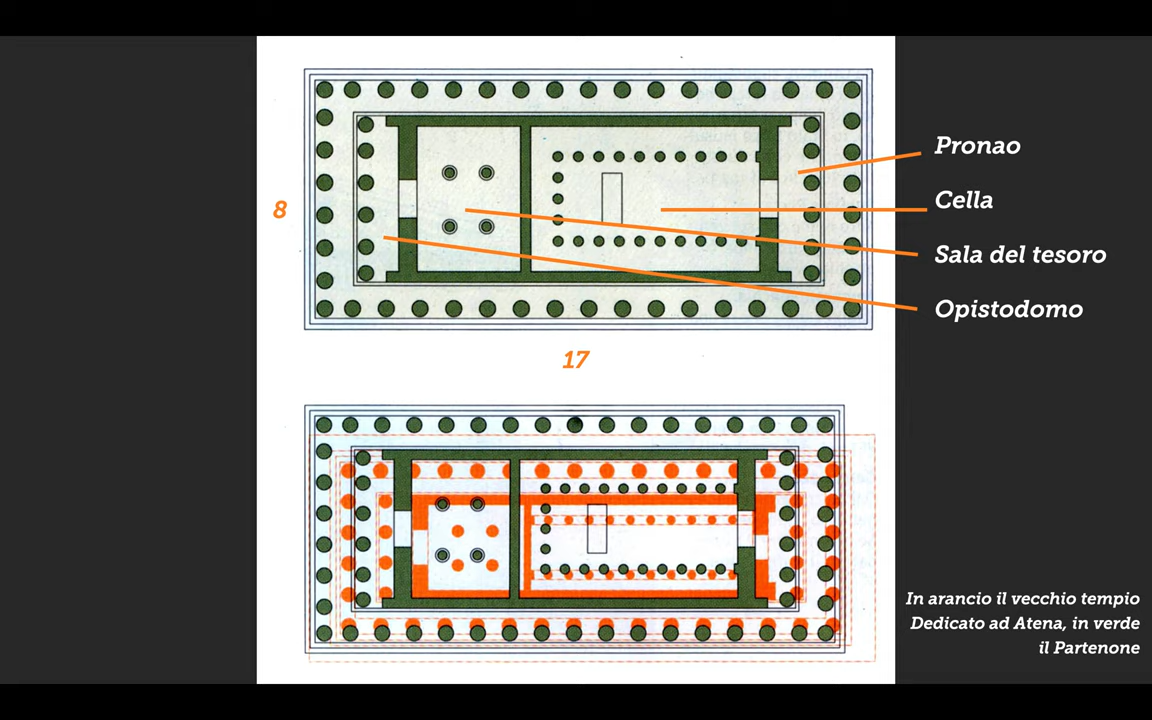 Pronao
Cella
8
Sala del tesoro
Opistodomo
17
In arancio il vecchio tempio
Dedicato ad Atena, in verde
il Partenone